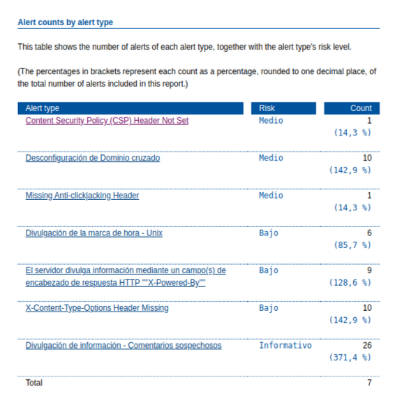 Alert counts by alert type
This table shows the number of alerts of each alert type, together with the alert type's risk level.
(The percentages in brackets represent each count as a percentage, rounded to one decimal place, of
the total number of alerts included in this report.)
Alert type Risk Count
Content Security Policy (CSP) Header Not Set Medio 1
(14,3 %)
Desconfiguración de Dominio cruzado Medio 10
(142,9 %)
Missing Anti-clickjacking Header Medio 1
(14,3 %)
Divulgación de la marca de hora - Unix Bajo 6
(85,7 %)
El servidor divulga información mediante un campo(s) de Bajo 9
encabezado de respuesta HTTP ""X-Powered-By"" (128,6 %)
X-Content-Type-Options Header Missing Bajo 10
(142,9 %)
Divulgación de información - Comentarios sospechosos Informativo 26
(371,4 %)
Total 7